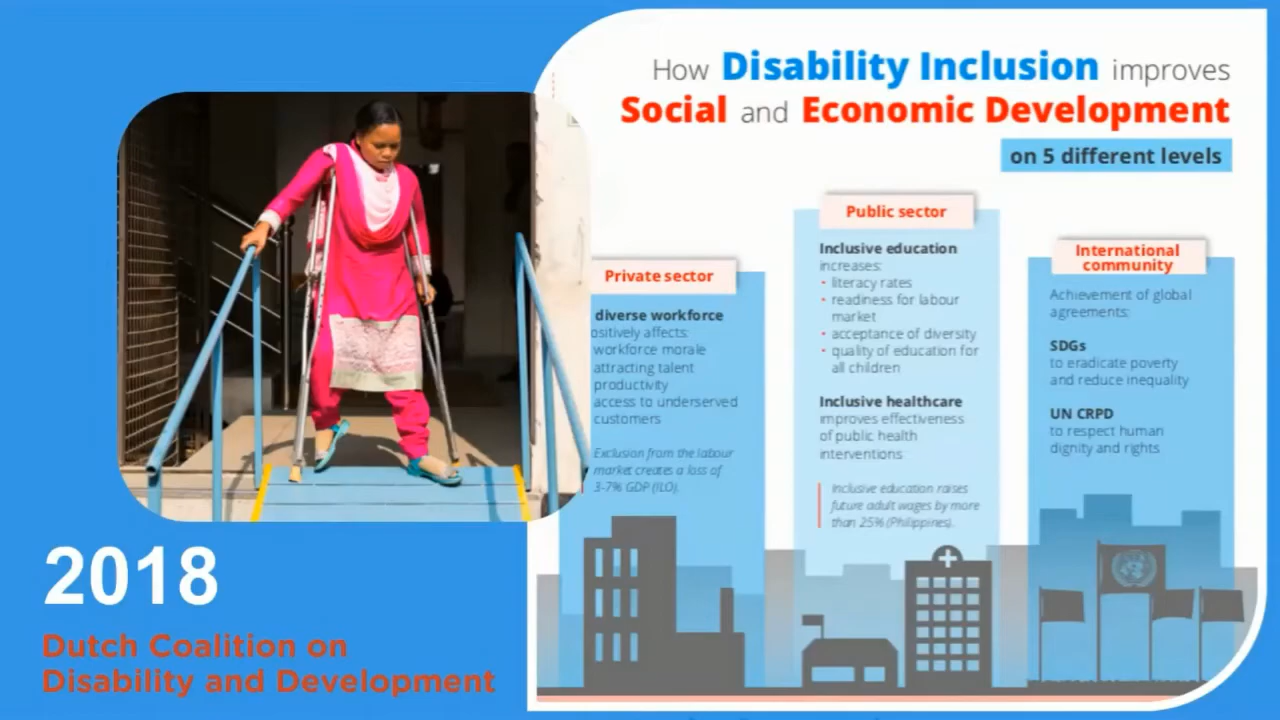 How Disability Inclusion improves
Social and Economic Development
on 5 different levels
Private sector
diverse workforce
ositively affects:
workforce morale
attracting talent
productivity
access to underserved
customers
Exclusion from the labour
market creates a loss of
3-7% GDP (ILO).
Public sector
Inclusive education
increases:
• literacy rates
• readiness for labour
market
• acceptance of diversity
• quality of education for
all children
Inclusive healthcare
improves effectiveness
of public health
interventions
Inclusive education raises
future adult wages by more
than 25% (Philippines).
International
community
Achievement of global
agreements:
SDGs
to eradicate poverty
and reduce inequality
UN CRPD
to respect human
dignity and rights
2018
Dutch Coalition on
Disability and Development